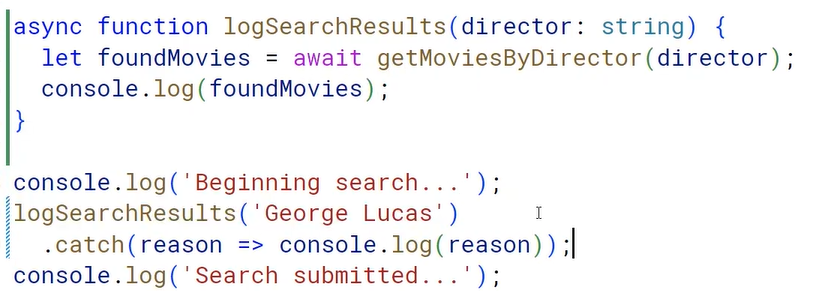 async function logSearchResults(director: string) {
  let foundMovies = await getMoviesByDirector(director);
  console.log(foundMovies);
}
console.log('Beginning search...');
logSearchResults('George Lucas')
  .catch(reason => console.log(reason));
console.log('Search submitted...');